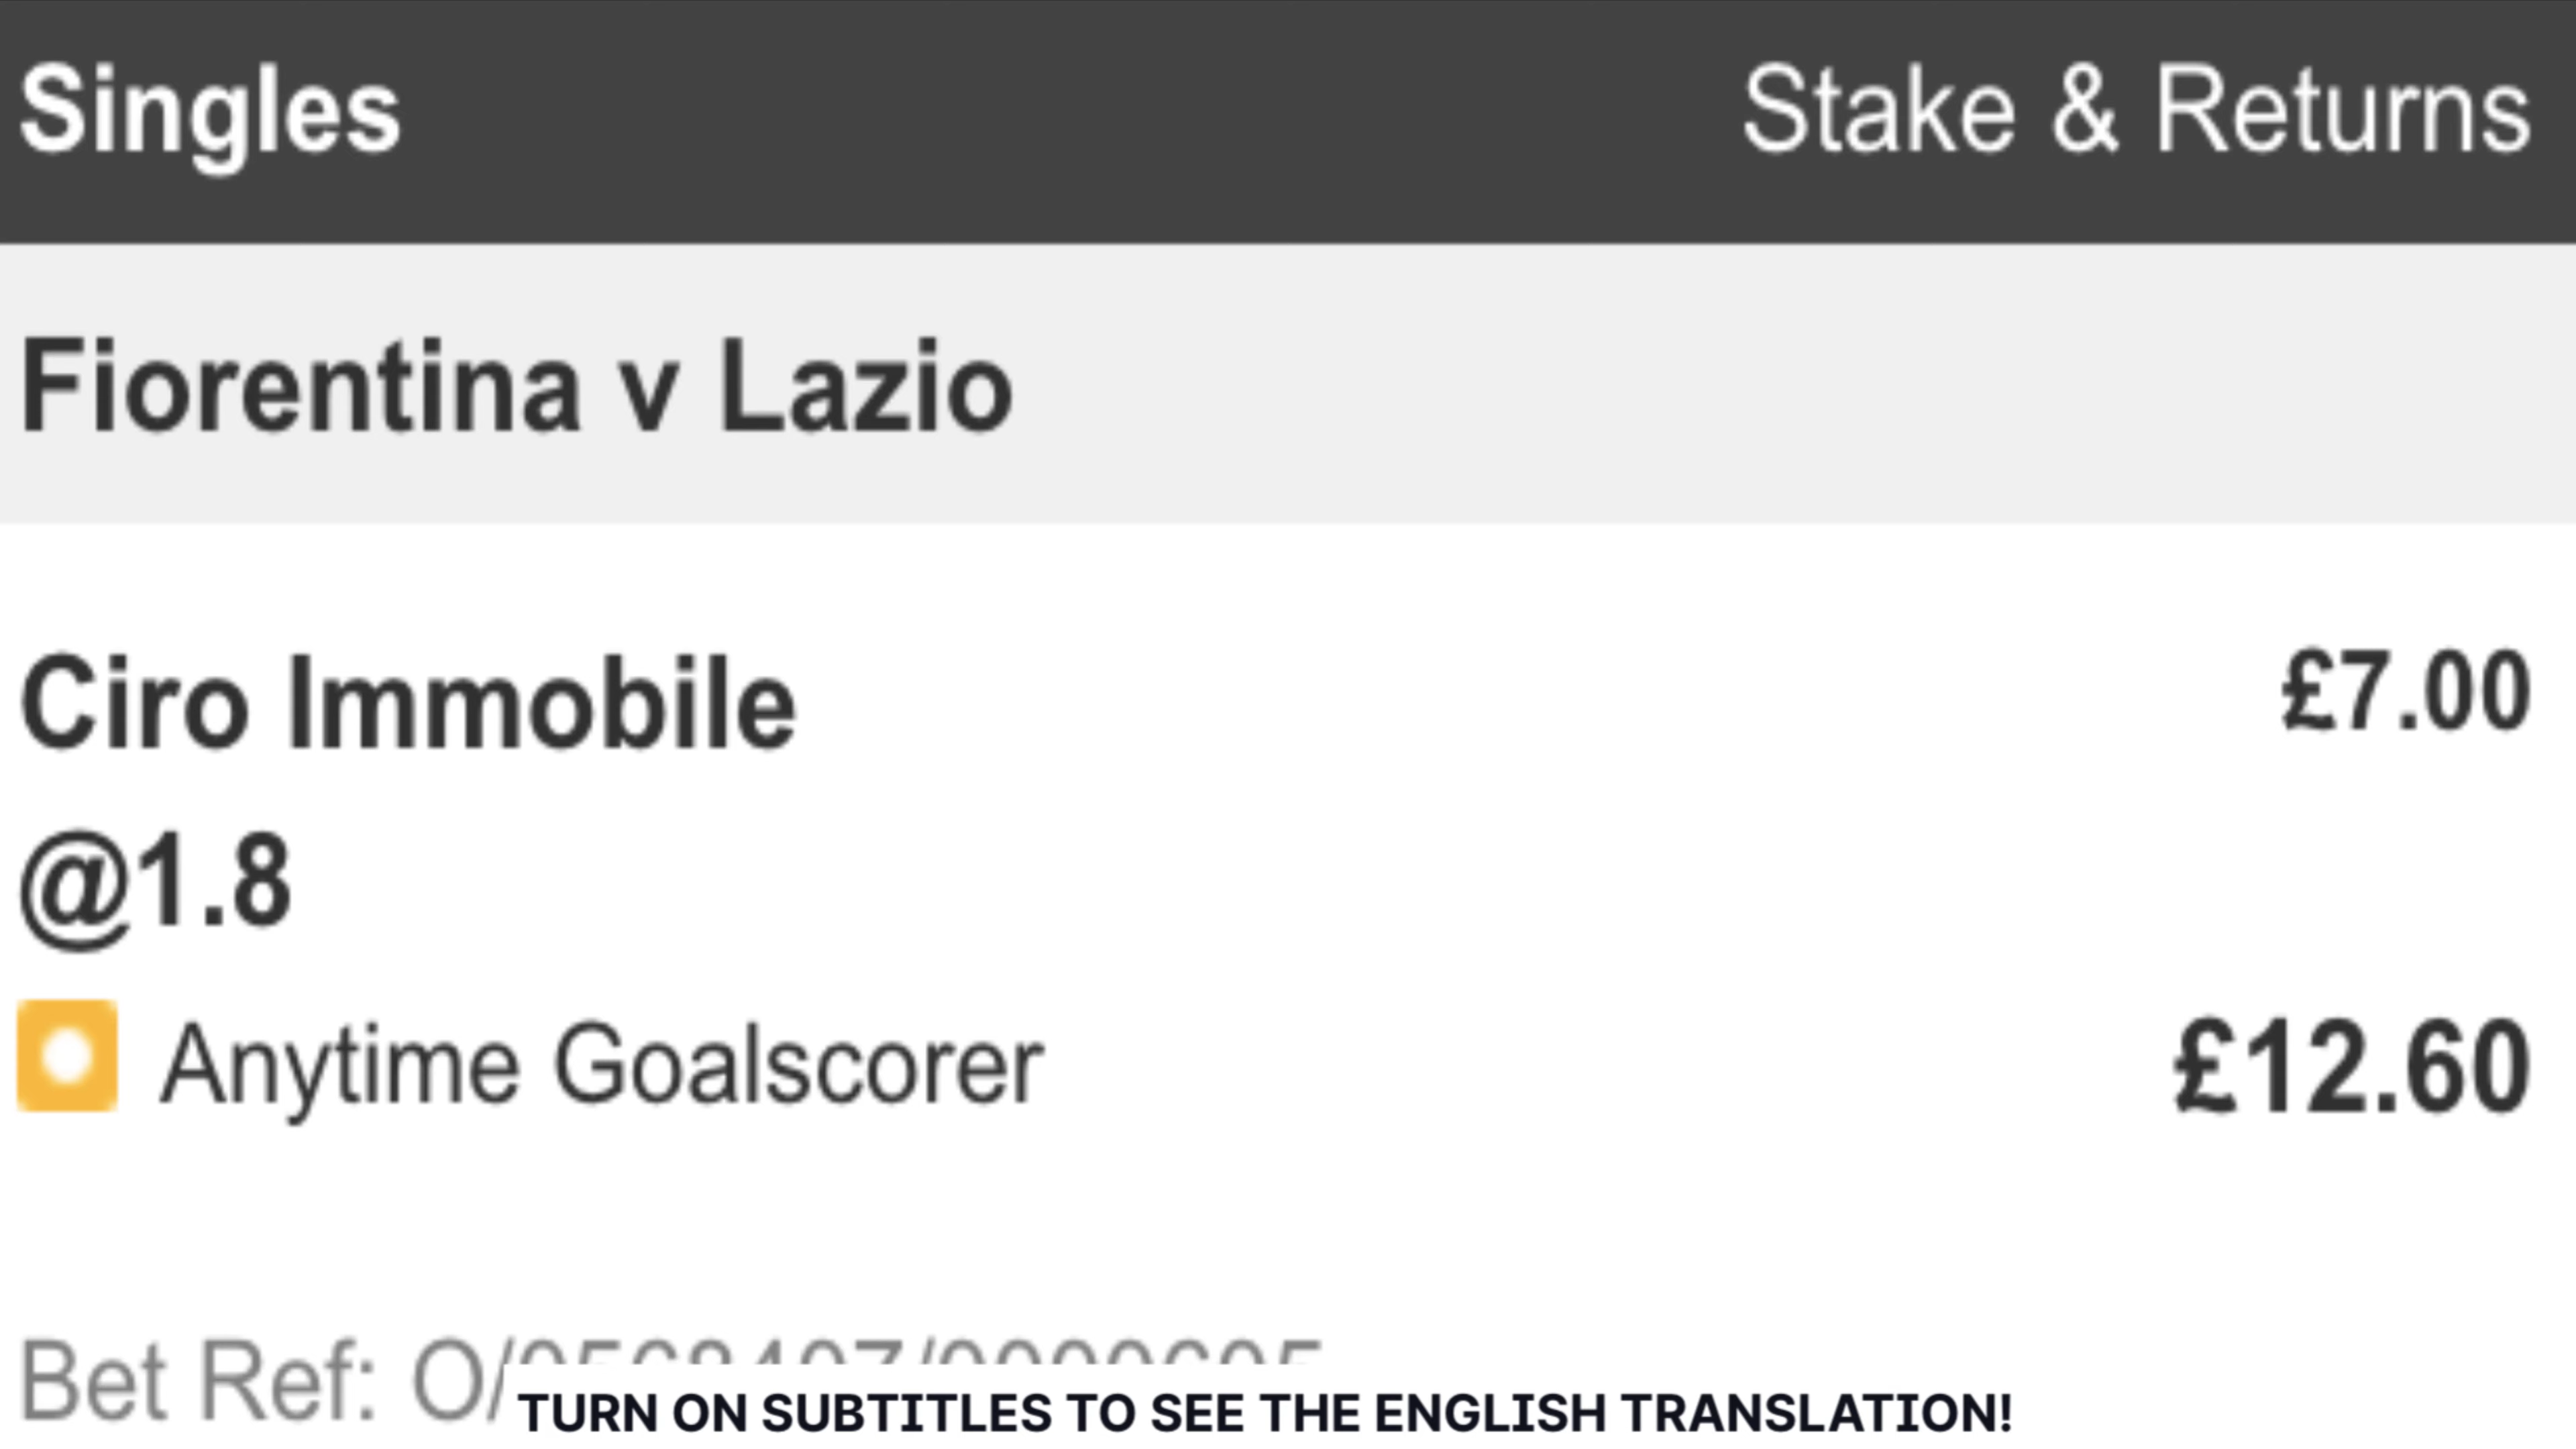 Singles Stake & Returns
Fiorentina v Lazio
Ciro Immobile £7.00
@1.8
Anytime Goalscorer £12.60
Bet Ref: O/
TURN ON SUBTITLES TO SEE THE ENGLISH TRANSLATION!